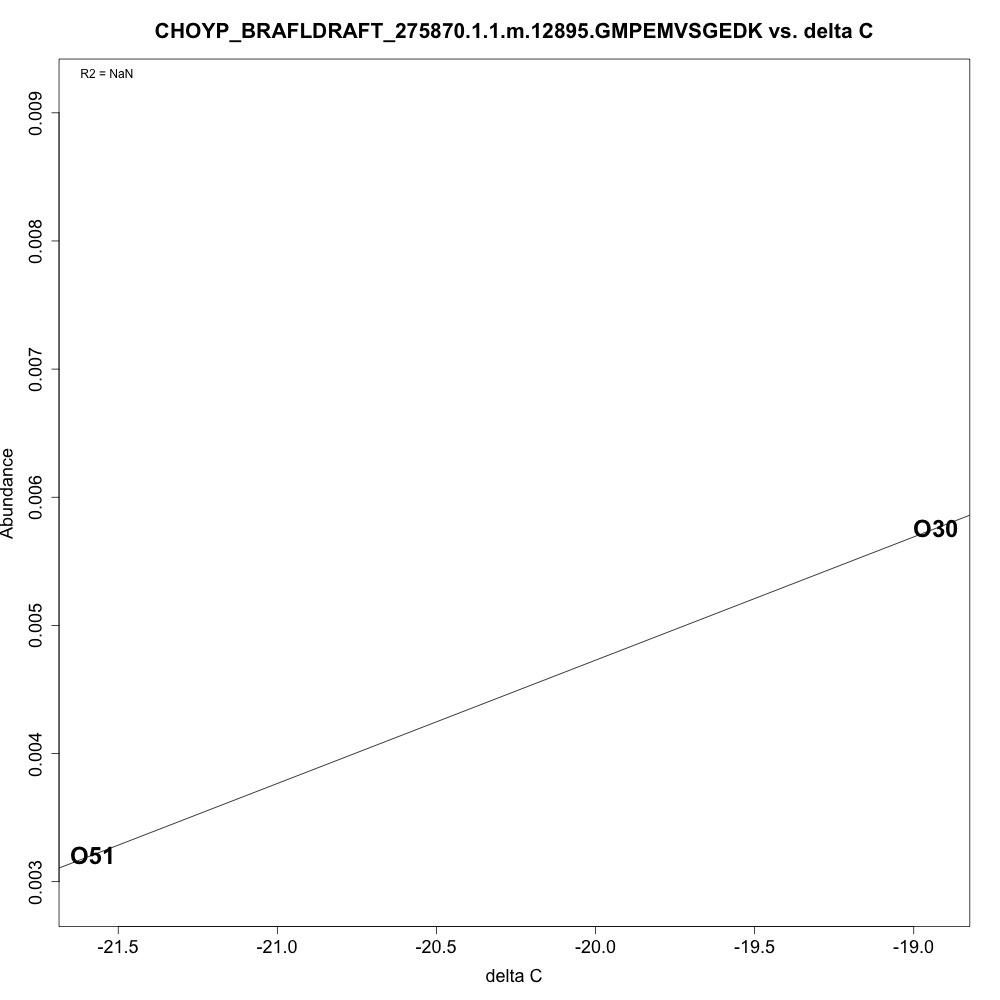 CHOYP_BRAFLDRAFT_275870.1.1.m.12895.GMPEMVSGEDK vs. delta C
R2 = NaN
0.009
0.008
0.007
0.006
0.005
0.004
0.003
Abundance
O30
O51
-21.5 -21.0 -20.5 -20.0 -19.5 -19.0
delta C